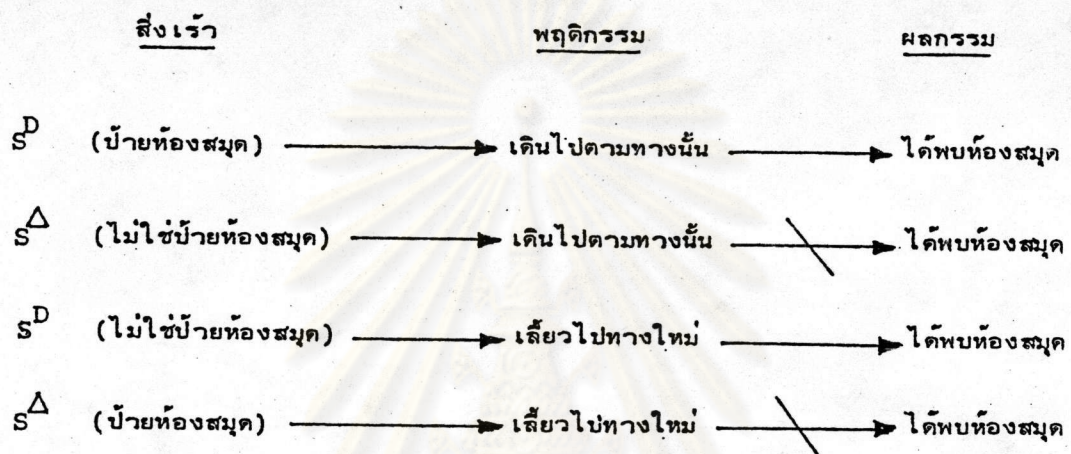 สิ่งเร้า พฤติกรรม ผลกรรม
S^D (ป้ายห้องสมุด) เดินไปตามทางนั้น ได้พบห้องสมุด
S^Δ (ไม่ใช่ป้ายห้องสมุด) เดินไปตามทางนั้น ได้พบห้องสมุด
S^D (ไม่ใช่ป้ายห้องสมุด) เลี้ยวไปทางใหม่ ได้พบห้องสมุด
S^Δ (ป้ายห้องสมุด) เลี้ยวไปทางใหม่ ได้พบห้องสมุด